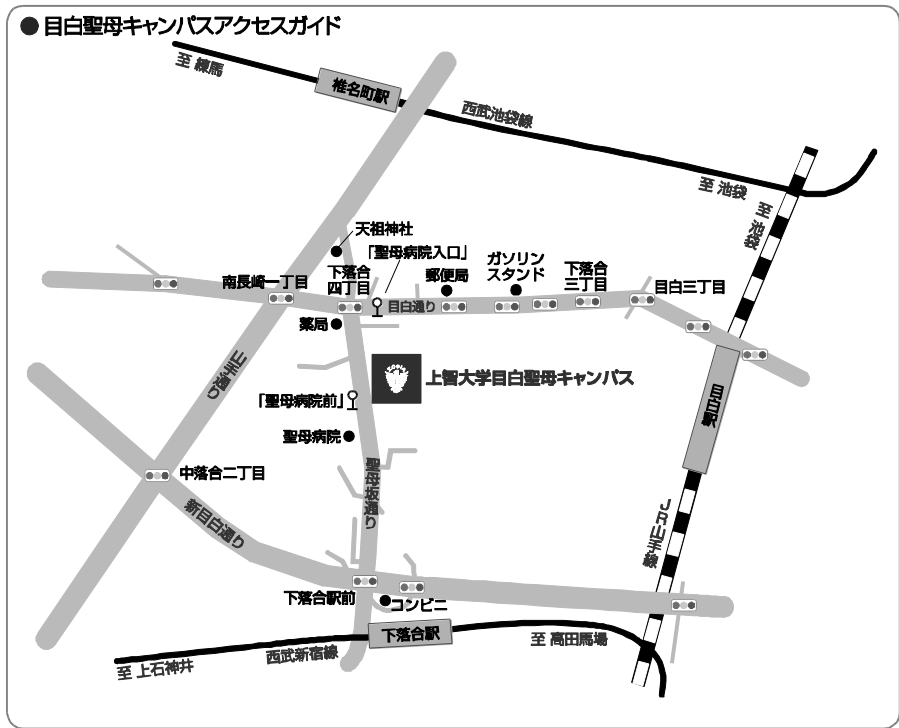 ● 目白聖母キャンパスアクセスガイド
至 練馬
椎名町駅
西武池袋線
至 池袋
至 池袋
天祖神社
「聖母病院入口」
下落合
四丁目
郵便局
ガソリン
スタンド
下落合
三丁目
目白三丁目
南長崎一丁目
目白通り
薬局
山手通り
上智大学目白聖母キャンパス
「聖母病院前」
目白駅
聖母病院
中落合二丁目
聖母坂通り
新目白通り
JR山手線
下落合駅前
コンビニ
下落合駅
至 高田馬場
西武新宿線
至 上石神井